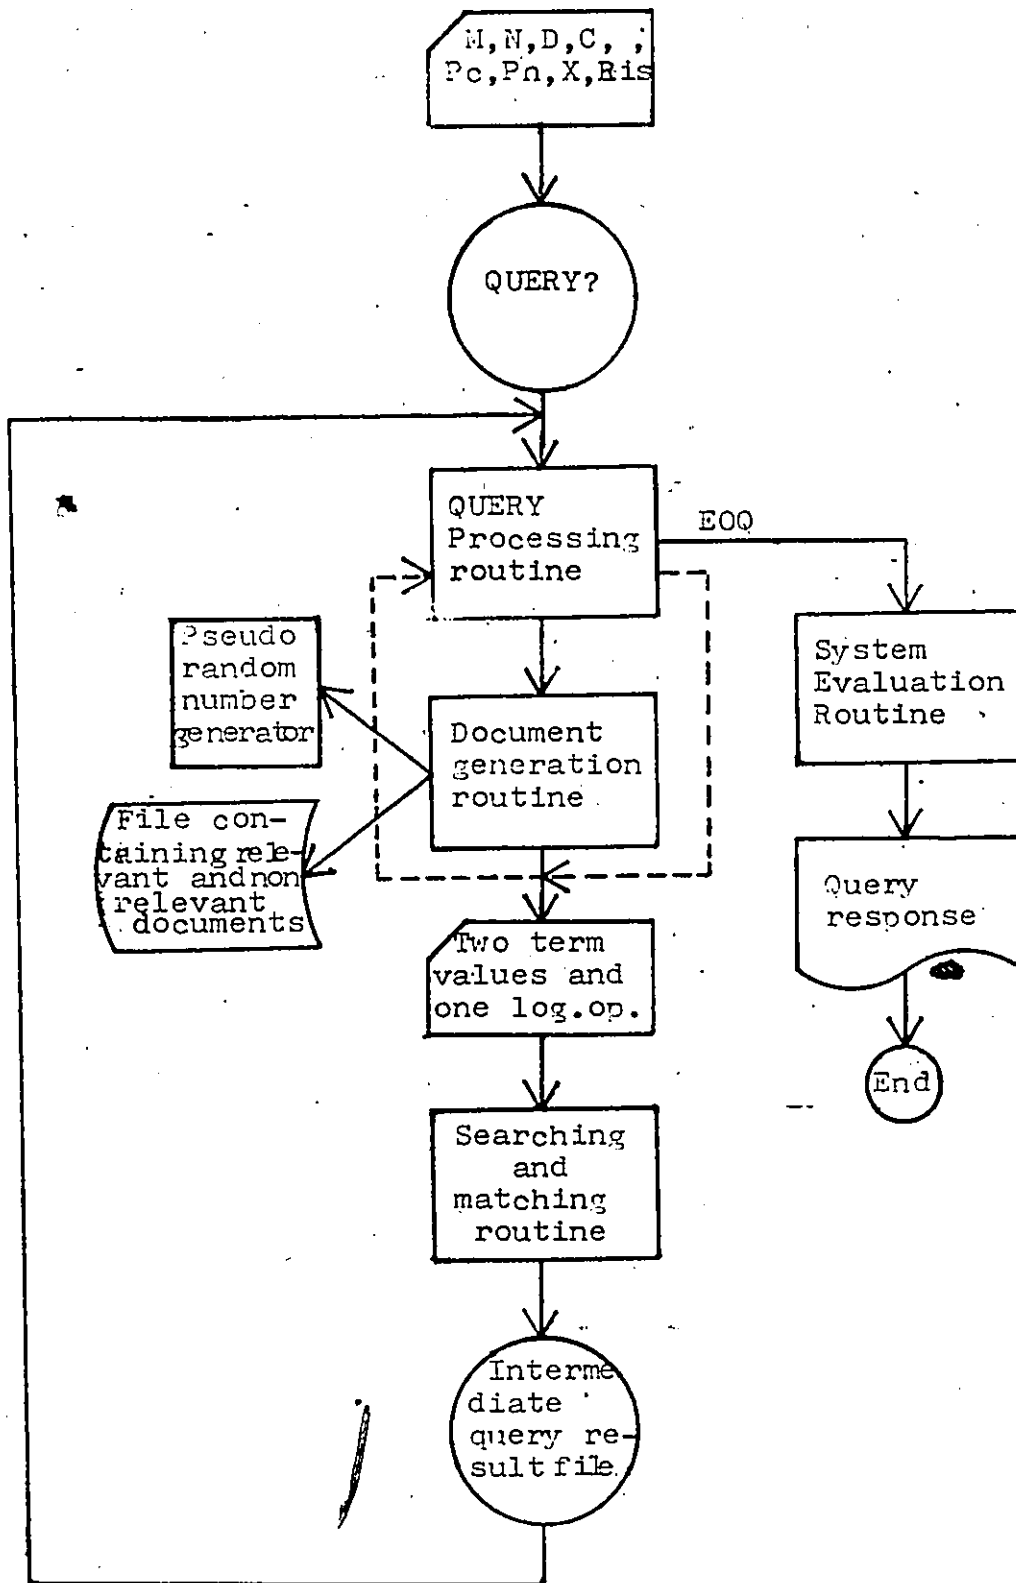 M,N,D,C, ,
Pc,Pn,X,Ris
QUERY?
QUERY
Processing
routine
EOQ
Pseudo
random
number
generator
System
Evaluation
Routine
Document
generation
routine
File con-
taining rele-
vant and non
relevant
documents
Query
response
Two term
values and
one log.op.
End
Searching
and
matching
routine
Interme
diate
query re-
sult file.